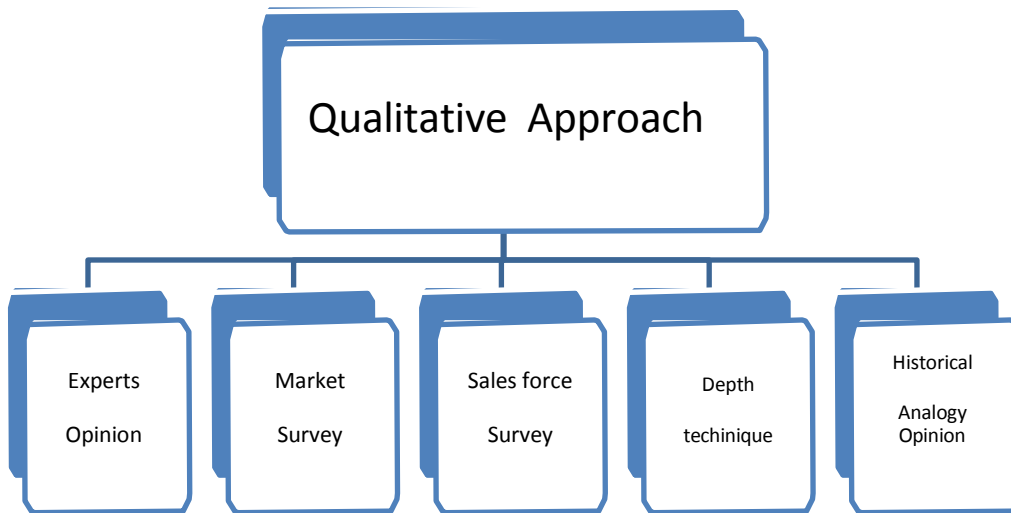 Qualitative Approach
Experts
Opinion
Market
Survey
Sales force
Survey
Depth
techinique
Historical
Analogy
Opinion